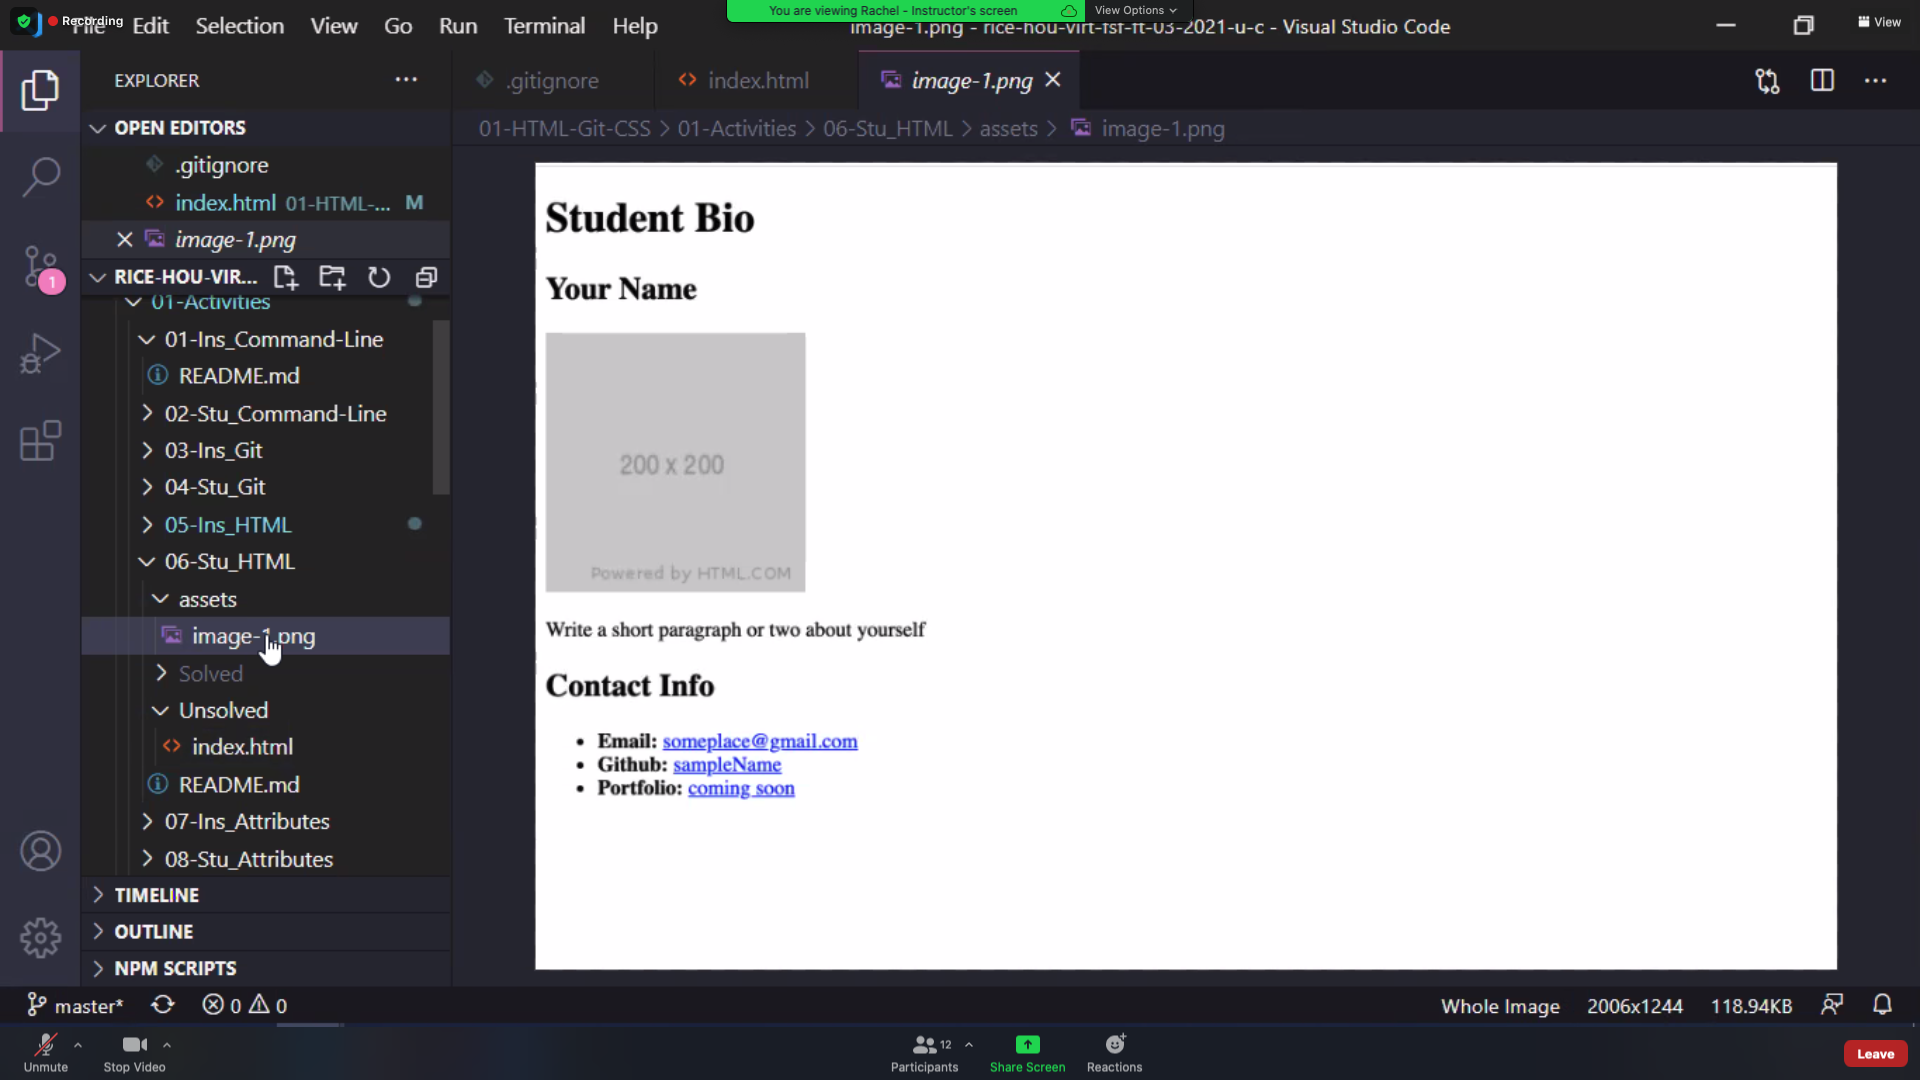 Recording
File Edit Selection View Go Run Terminal Help
You are viewing Rachel - Instructor's screen
View Options
image-1.png - rice-hou-virt-fsf-ft-03-2021-u-c - Visual Studio Code
View
EXPLORER
.gitignore
index.html
image-1.png
OPEN EDITORS
01-HTML-Git-CSS > 01-Activities > 06-Stu_HTML > assets > image-1.png
.gitignore
index.html 01-HTML-... M
image-1.png
RICE-HOU-VIR...
1
01-Activities
01-Ins_Command-Line
README.md
02-Stu_Command-Line
03-Ins_Git
04-Stu_Git
05-Ins_HTML
06-Stu_HTML
assets
image-1.png
Solved
Unsolved
index.html
README.md
07-Ins_Attributes
08-Stu_Attributes
TIMELINE
OUTLINE
NPM SCRIPTS
Student Bio
Your Name
200 x 200
Powered by HTML.COM
Write a short paragraph or two about yourself
Contact Info
• Email: someplace@gmail.com
• Github: sampleName
• Portfolio: coming soon
master* 0 0
Whole Image 2006x1244 118.94KB
Unmute
Stop Video
12
Participants
Share Screen
Reactions
Leave